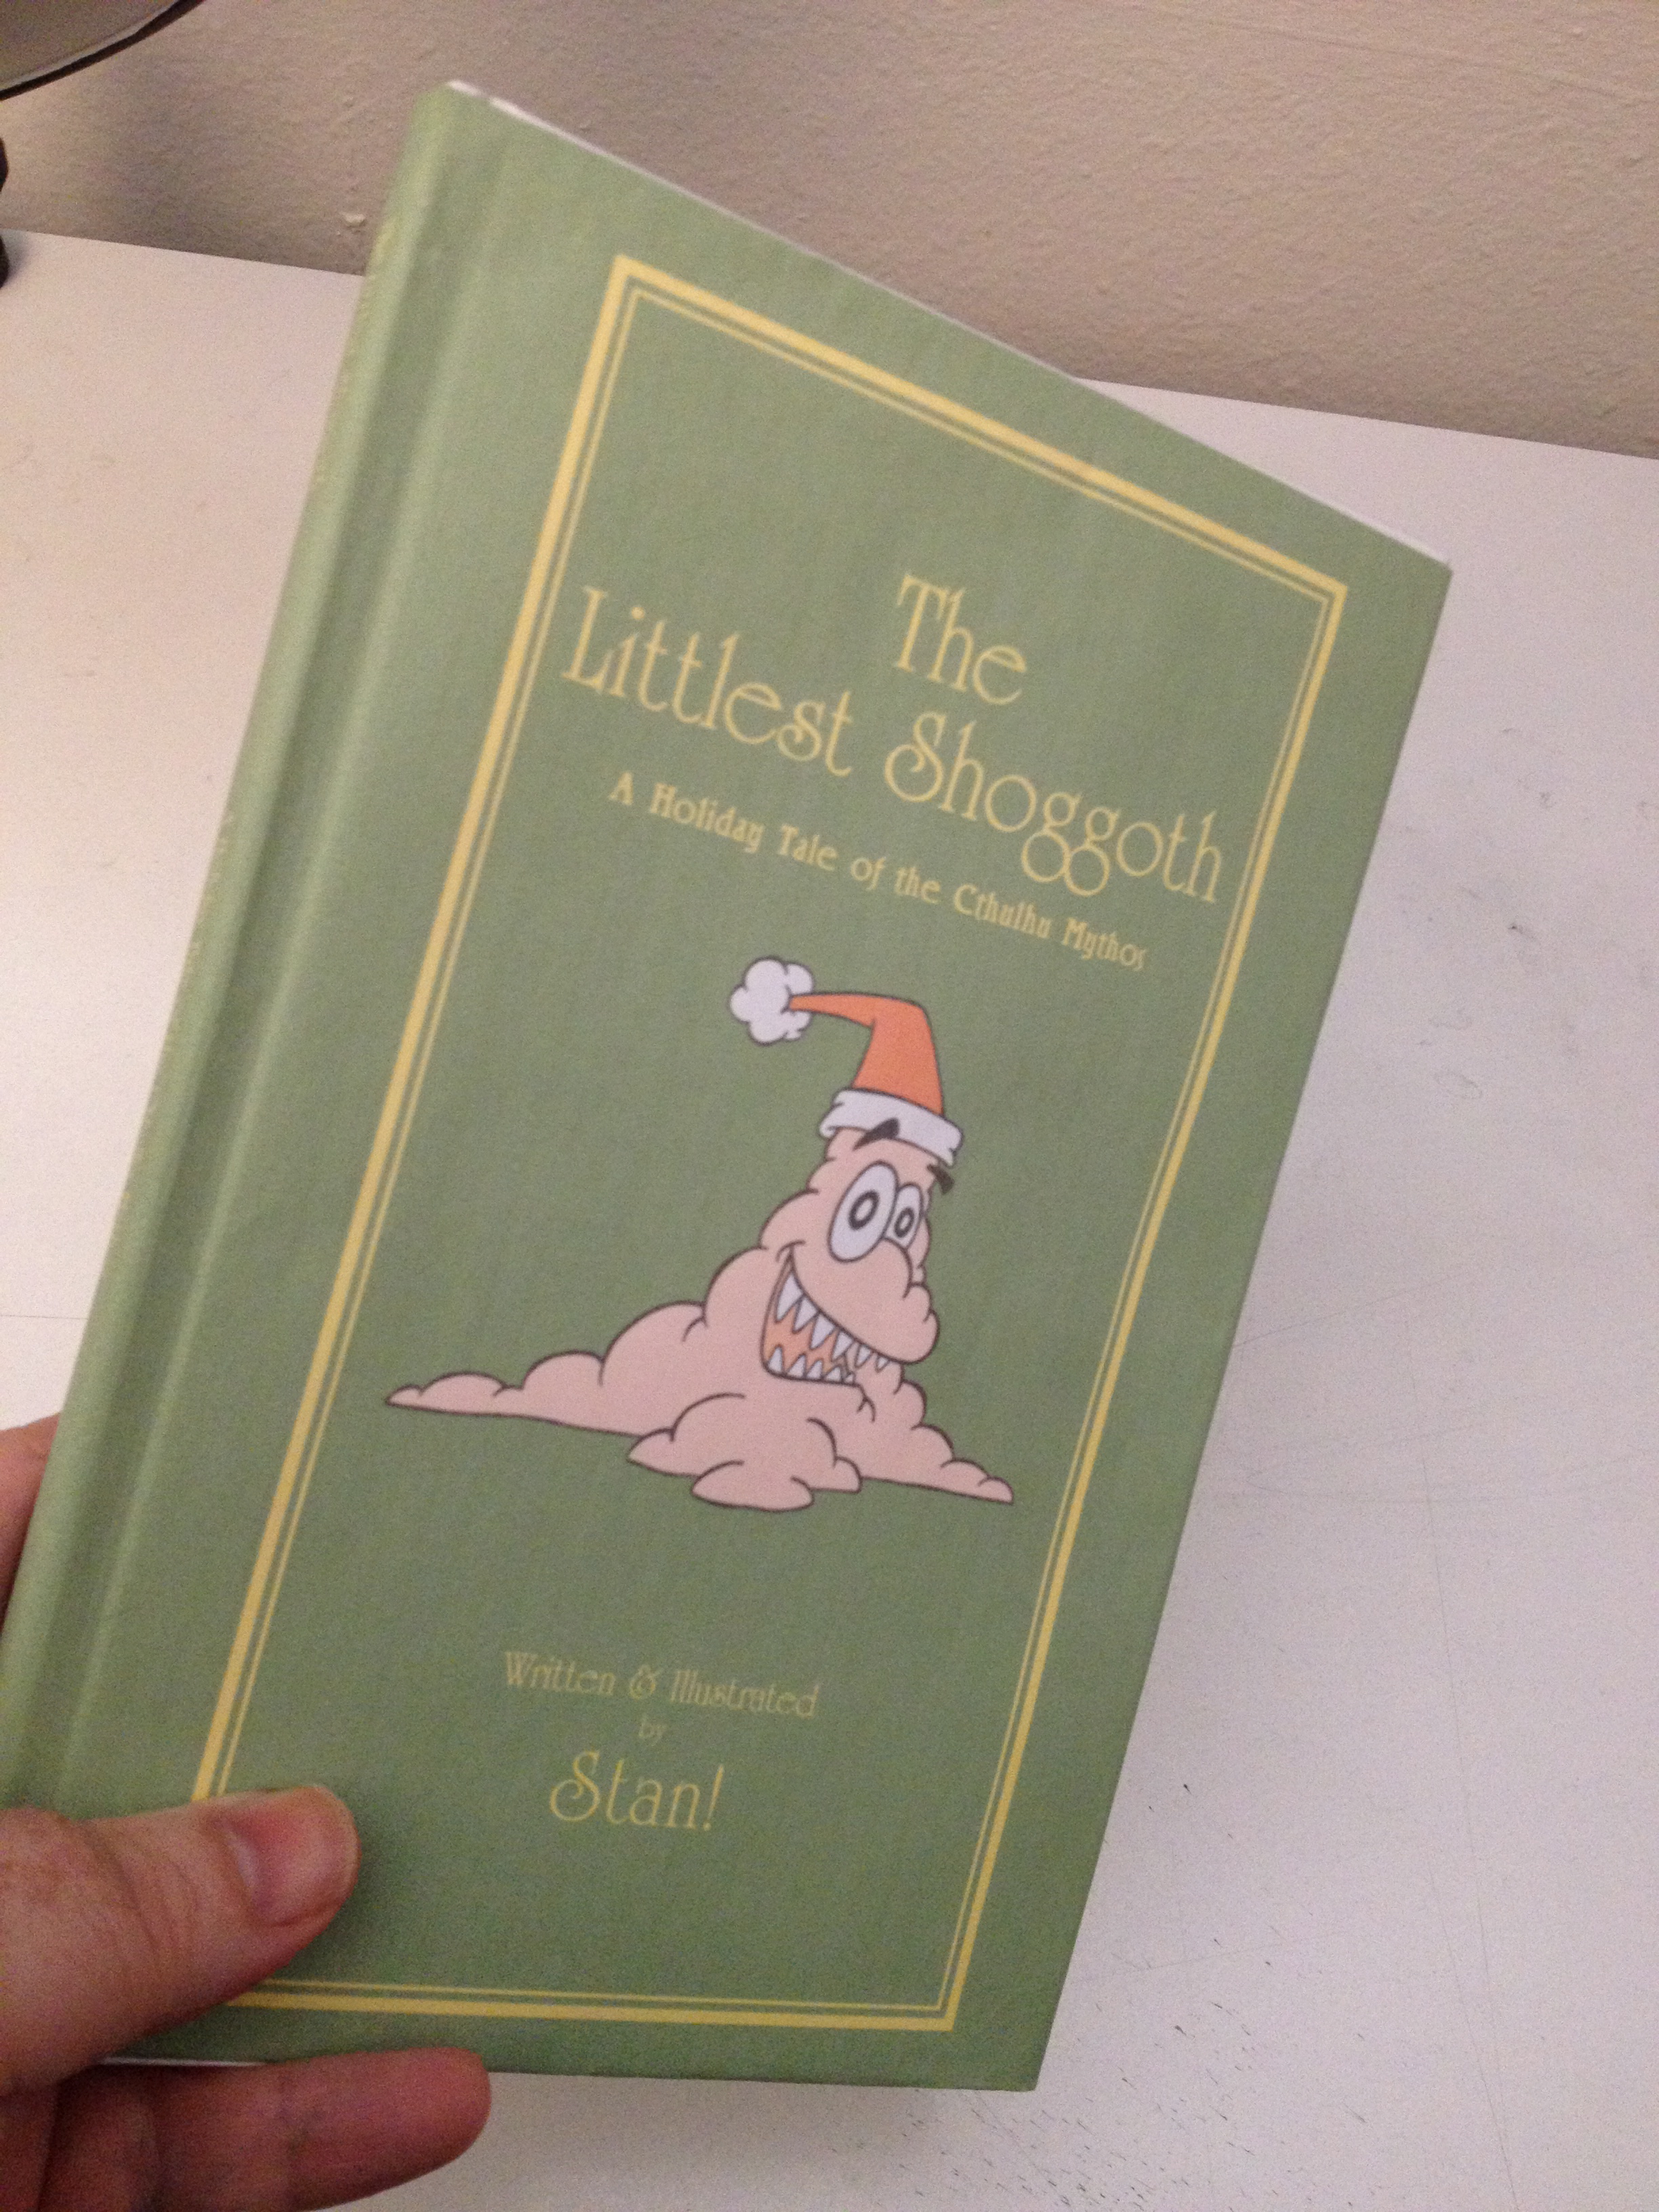 The
Littlest Shoggoth
A Holiday Tale of the Cthulhu Mythos
Written & Illustrated
by
Stan!